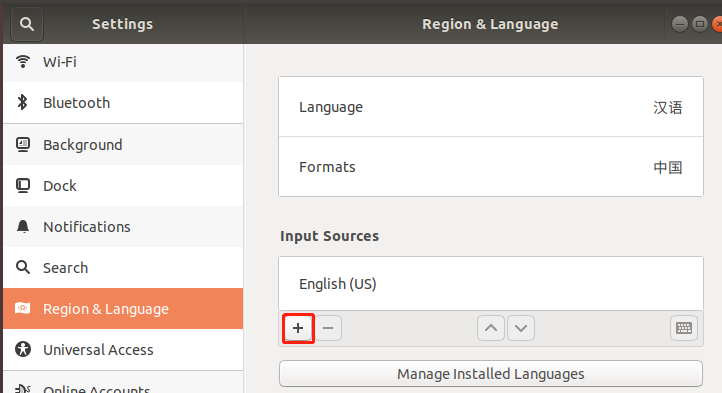 Settings
Region & Language
Wi-Fi
Bluetooth
Background
Dock
Notifications
Search
Region & Language
Universal Access
Online Accounts
Language 汉语
Formats 中国
Input Sources
English (US)
Manage Installed Languages